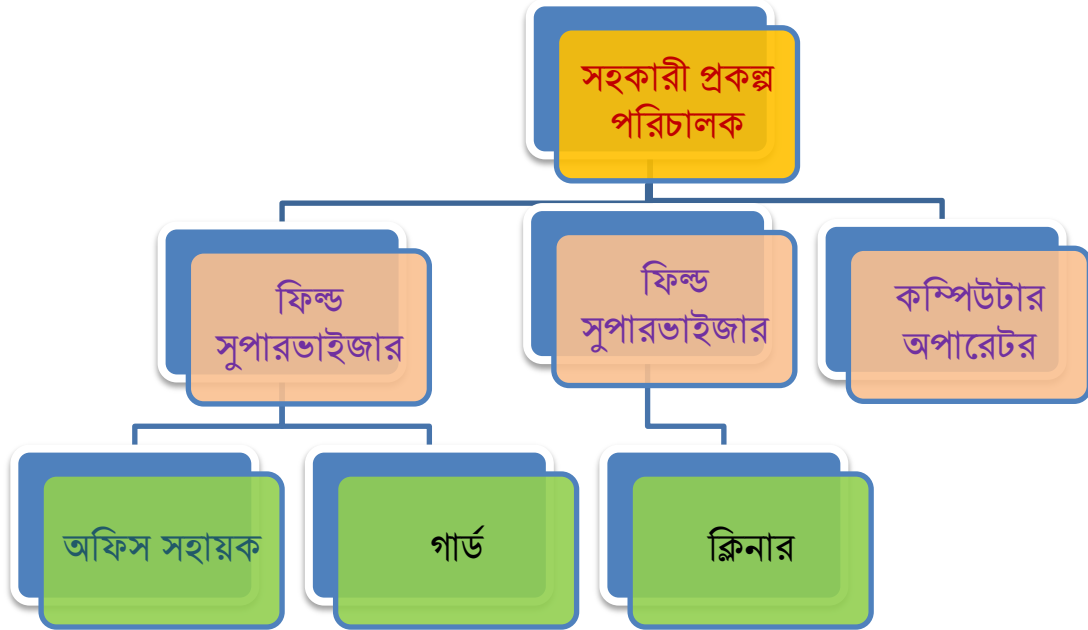 সহকারী প্রকল্প
পরিচালক
ফিল্ড
সুপারভাইজার
ফিল্ড
সুপারভাইজার
কম্পিউটার
অপারেটর
অফিস সহায়ক
গার্ড
ক্লিনার